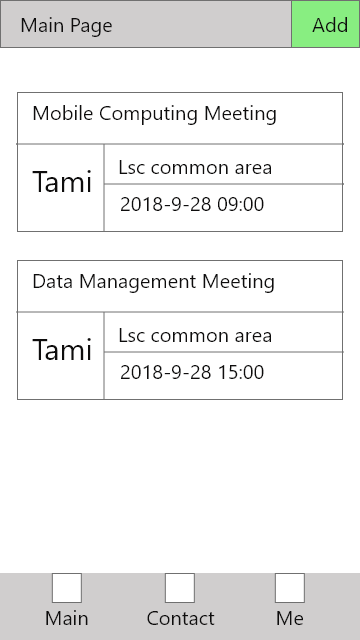 Main Page
Add
Mobile Computing Meeting
Tami
Lsc common area
2018-9-28 09:00
Data Management Meeting
Tami
Lsc common area
2018-9-28 15:00
Main
Contact
Me